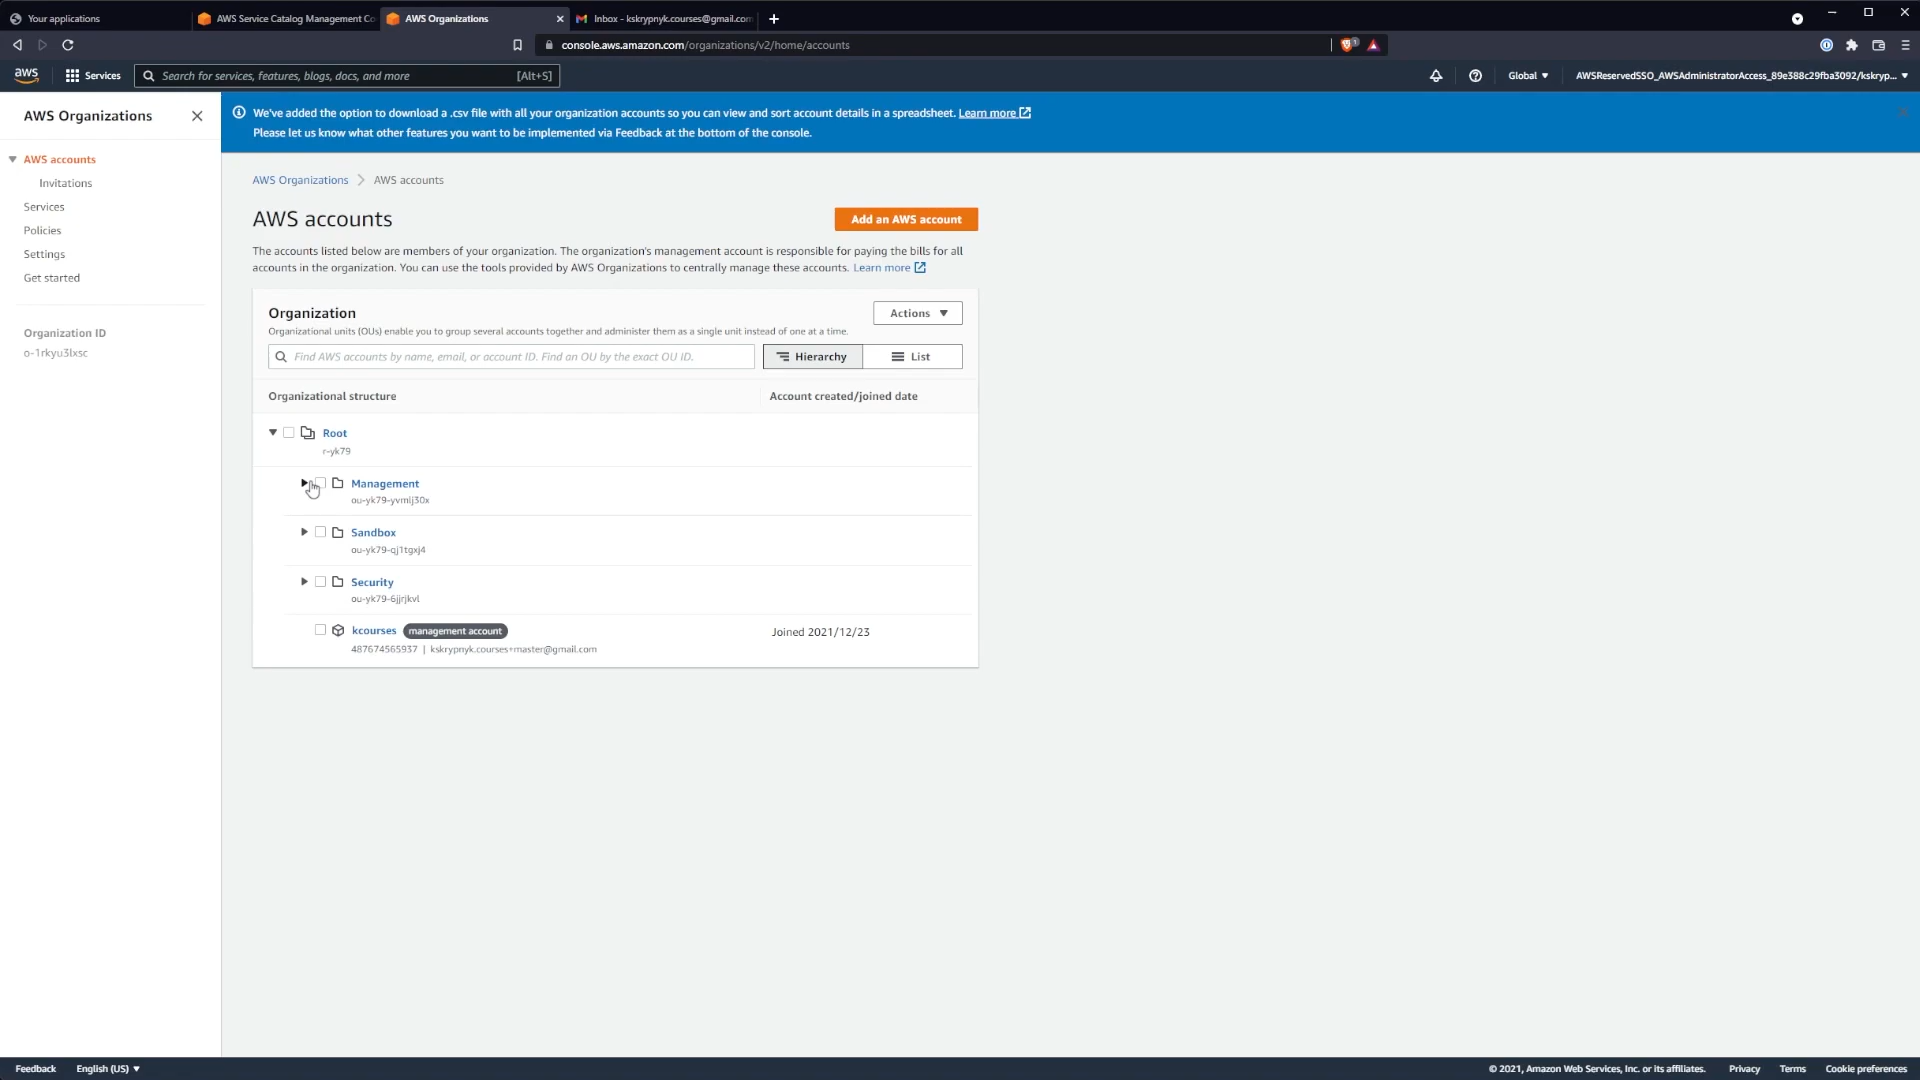 Your applications
AWS Service Catalog Management Co
AWS Organizations
Inbox - kskrypnyk.courses@gmail.com
console.aws.amazon.com/organizations/v2/home/accounts
aws
Services
Search for services, features, blogs, docs, and more [Alt+S]
Global
AWSReservedSSO_AWSAdministratorAccess_89e388c29fba3092/kskryp...
AWS Organizations
We've added the option to download a .csv file with all your organization accounts so you can view and sort account details in a spreadsheet. Learn more
Please let us know what other features you want to be implemented via Feedback at the bottom of the console.
AWS accounts
Invitations
Services
Policies
Settings
Get started
Organization ID
o-1rkyu3lxsc
AWS Organizations > AWS accounts
AWS accounts
Add an AWS account
The accounts listed below are members of your organization. The organization's management account is responsible for paying the bills for all
accounts in the organization. You can use the tools provided by AWS Organizations to centrally manage these accounts. Learn more
Organization
Actions
Organizational units (OUs) enable you to group several accounts together and administer them as a single unit instead of one at a time.
Find AWS accounts by name, email, or account ID. Find an OU by the exact OU ID.
Hierarchy
List
Organizational structure
Account created/joined date
Root
r-yk79
Management
ou-yk79-yvmlj30x
Sandbox
ou-yk79-qj1tgxj4
Security
ou-yk79-6jjrjkvl
kcourses management account
Joined 2021/12/23
487674565937 | kskrypnyk.courses+master@gmail.com
Feedback
English (US)
© 2021, Amazon Web Services, Inc. or its affiliates.
Privacy
Terms
Cookie preferences